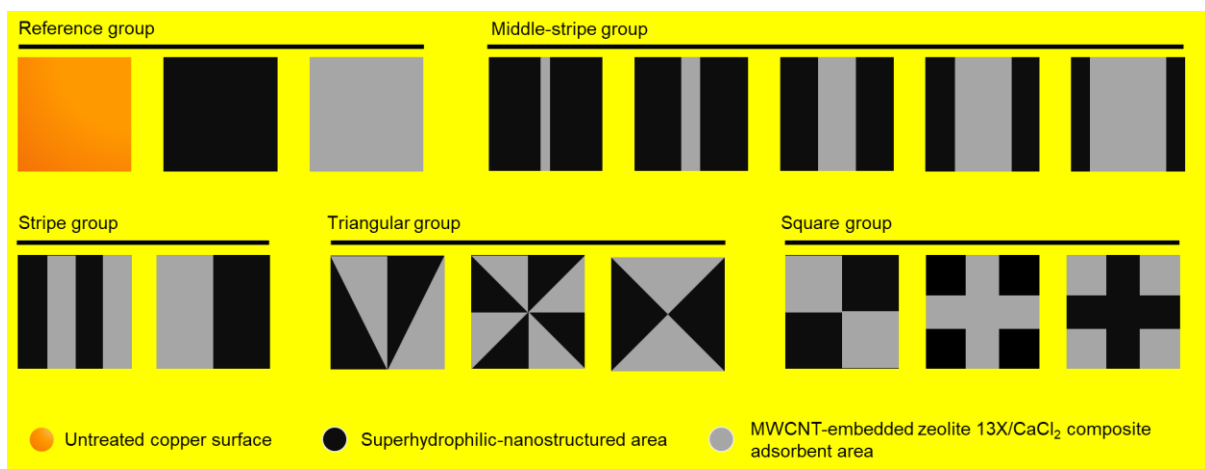 Reference group
Middle-stripe group
Stripe group
Triangular group
Square group
Untreated copper surface
Superhydrophilic-nanostructured area
MWCNT-embedded zeolite 13X/CaCl₂ composite
adsorbent area